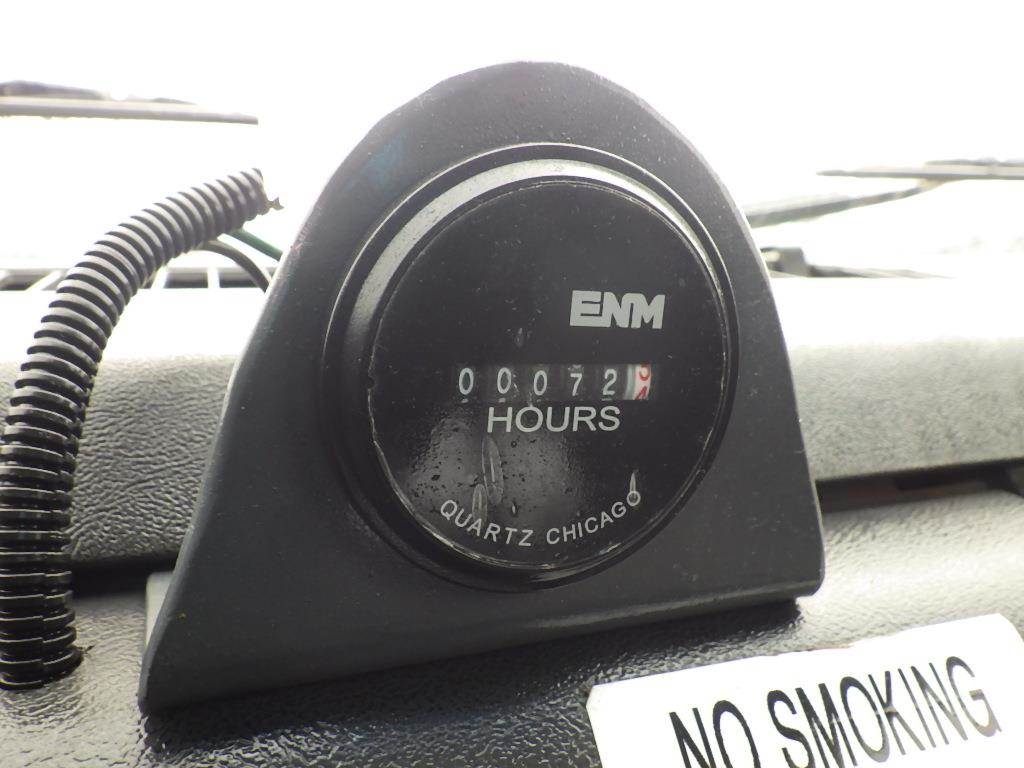 ENM
00072
HOURS
QUARTZ CHICAGO
NO SMOKING